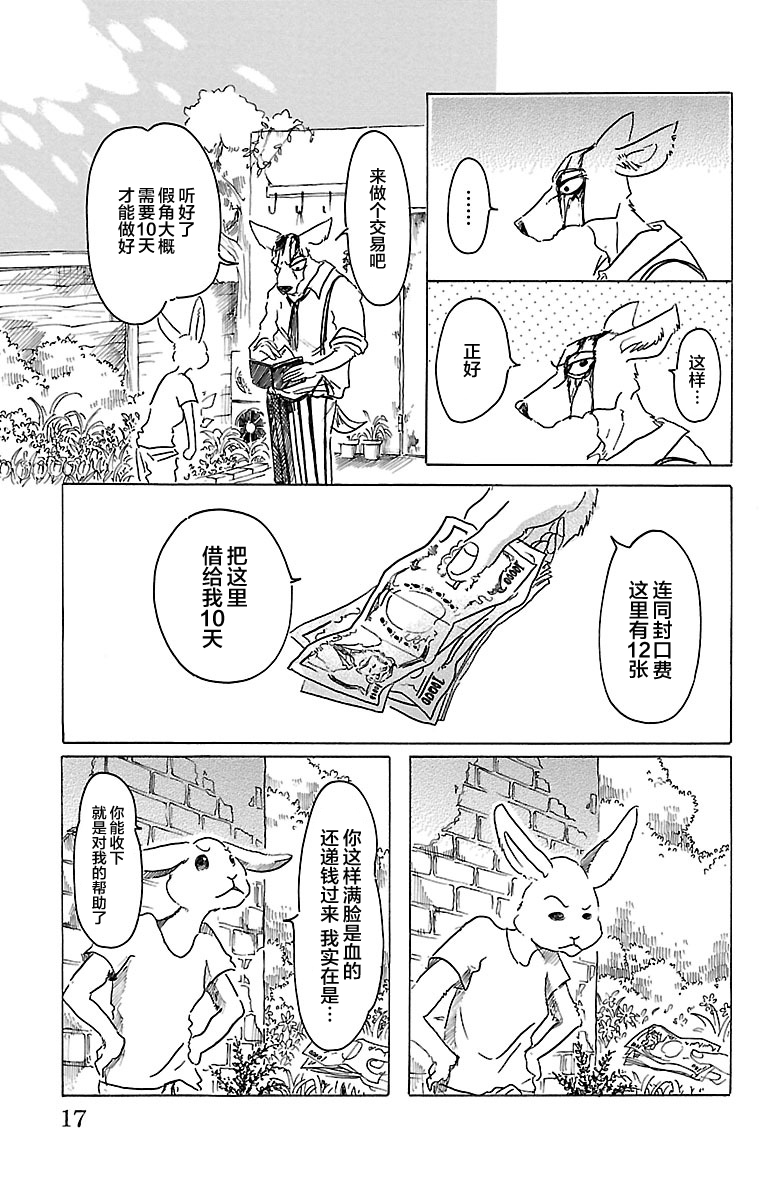 听好了
假角大概
需要10天
才能做好
来做个交易吧
……
这样…
正好
连同封口费
这里有12张
把这里
借给我10天
10000
10000
你这样满脸是血的
还递钱过来 我实在是…
你能收下
就是对我的帮助了
17